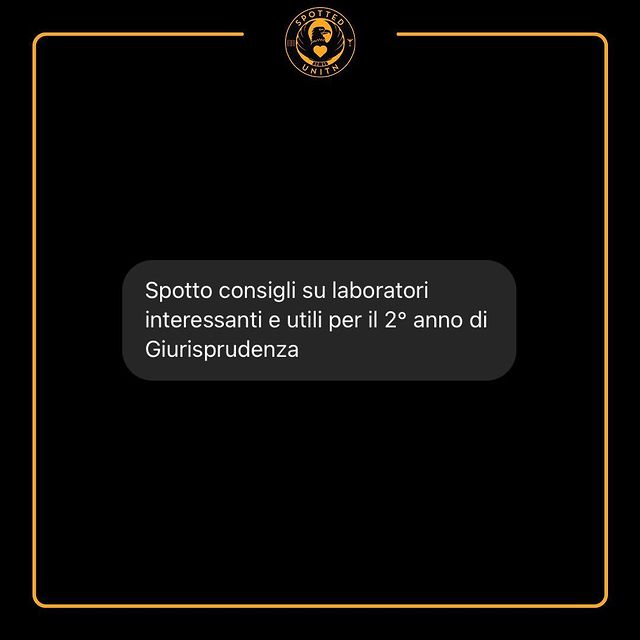 SPOTTED
UNITN
Spotto consigli su laboratori
interessanti e utili per il 2° anno di
Giurisprudenza